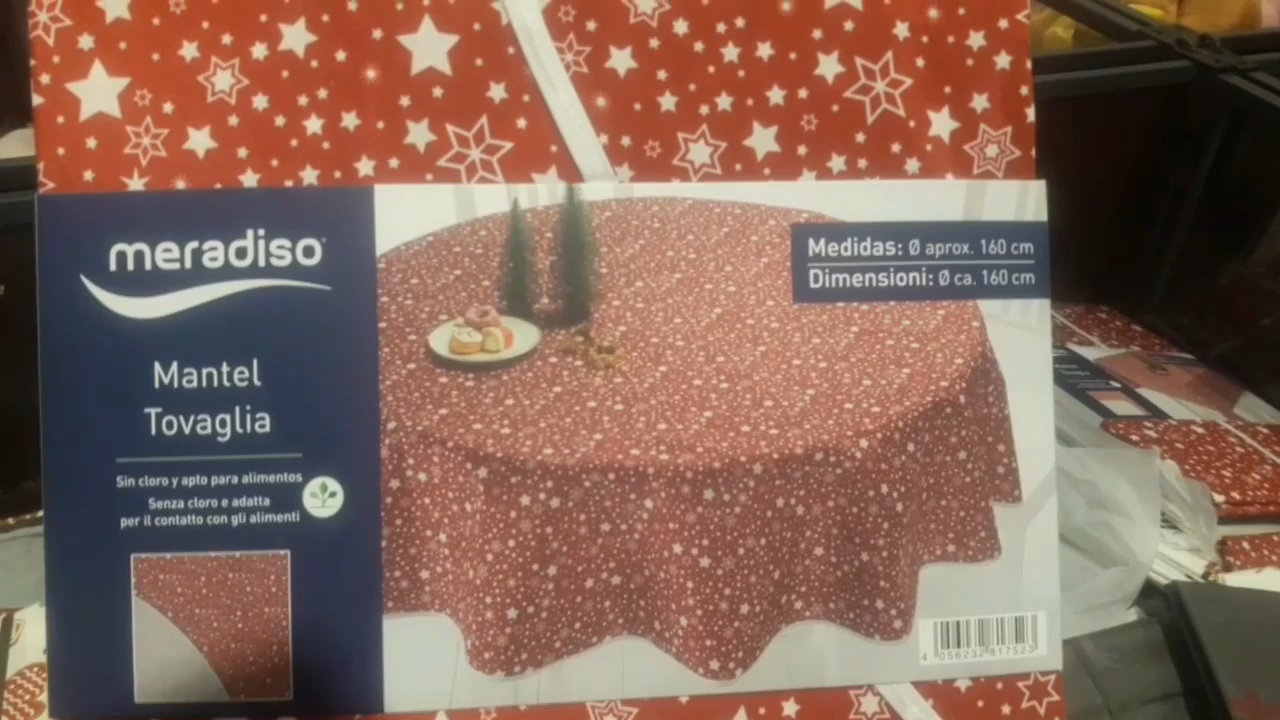 meradiso
Mantel
Tovaglia
Sin cloro y apto para alimentos
Senza cloro e adatta
per il contatto con gli alimenti
Medidas: Ø aprox. 160 cm
Dimensioni: Ø ca. 160 cm
4 056232 817523